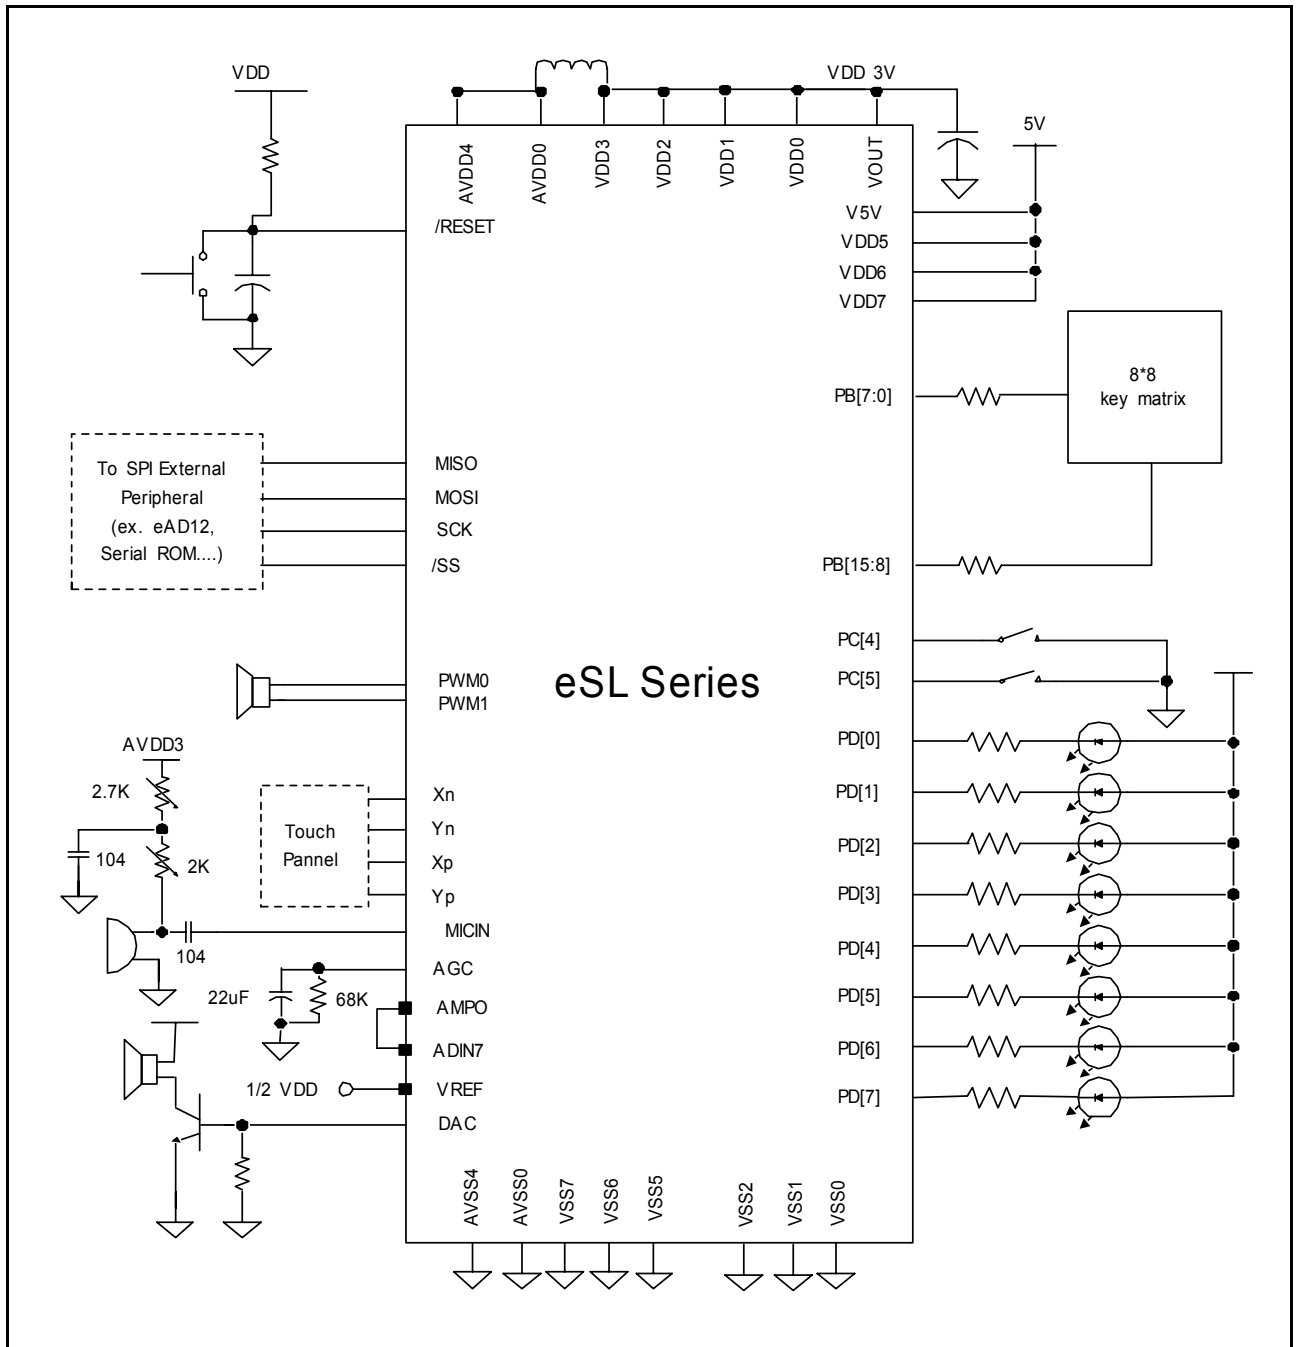 VDD
VDD 3V
5V
AVDD4
AVDD0
VDD3
VDD2
VDD1
VDD0
VOUT
/RESET
V5V
VDD5
VDD6
VDD7
8*8
key matrix
PB[7:0]
To SPI External
Peripheral
(ex. eAD12,
Serial ROM....)
MISO
MOSI
SCK
/SS
PB[15:8]
PC[4]
PC[5]
eSL Series
PWM0
PWM1
AVDD3
2.7K
104
2K
104
Touch
Pannel
Xn
Yn
Xp
Yp
MICIN
AGC
22uF
68K
AMPO
ADIN7
1/2 VDD
VREF
DAC
PD[0]
PD[1]
PD[2]
PD[3]
PD[4]
PD[5]
PD[6]
PD[7]
AVSS4
AVSS0
VSS7
VSS6
VSS5
VSS2
VSS1
VSS0